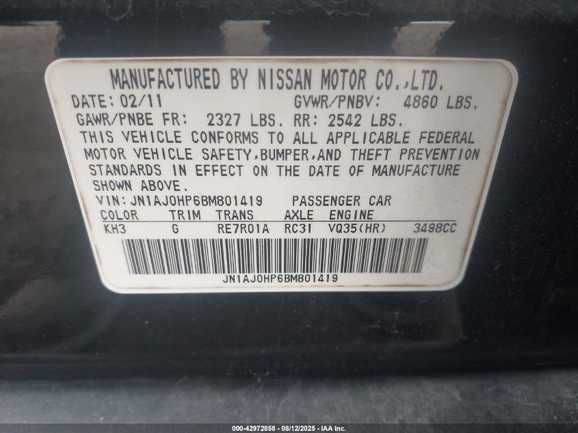 MANUFACTURED BY NISSAN MOTOR CO.,LTD.
DATE: 02/11 GVWR/PNBV: 4860 LBS.
GAWR/PNBE FR: 2327 LBS. RR: 2542 LBS.
THIS VEHICLE CONFORMS TO ALL APPLICABLE FEDERAL
MOTOR VEHICLE SAFETY,BUMPER,AND THEFT PREVENTION
STANDARDS IN EFFECT ON THE DATE OF MANUFACTURE
SHOWN ABOVE.
VIN: JN1AJ0HP6BM801419 PASSENGER CAR
COLOR TRIM TRANS AXLE ENGINE
KH3 G RE7R01A RC31 VQ35(HR) 3498CC
JN1AJ0HP6BM801419
000-42972858 - 08/12/2025 - IAA Inc.